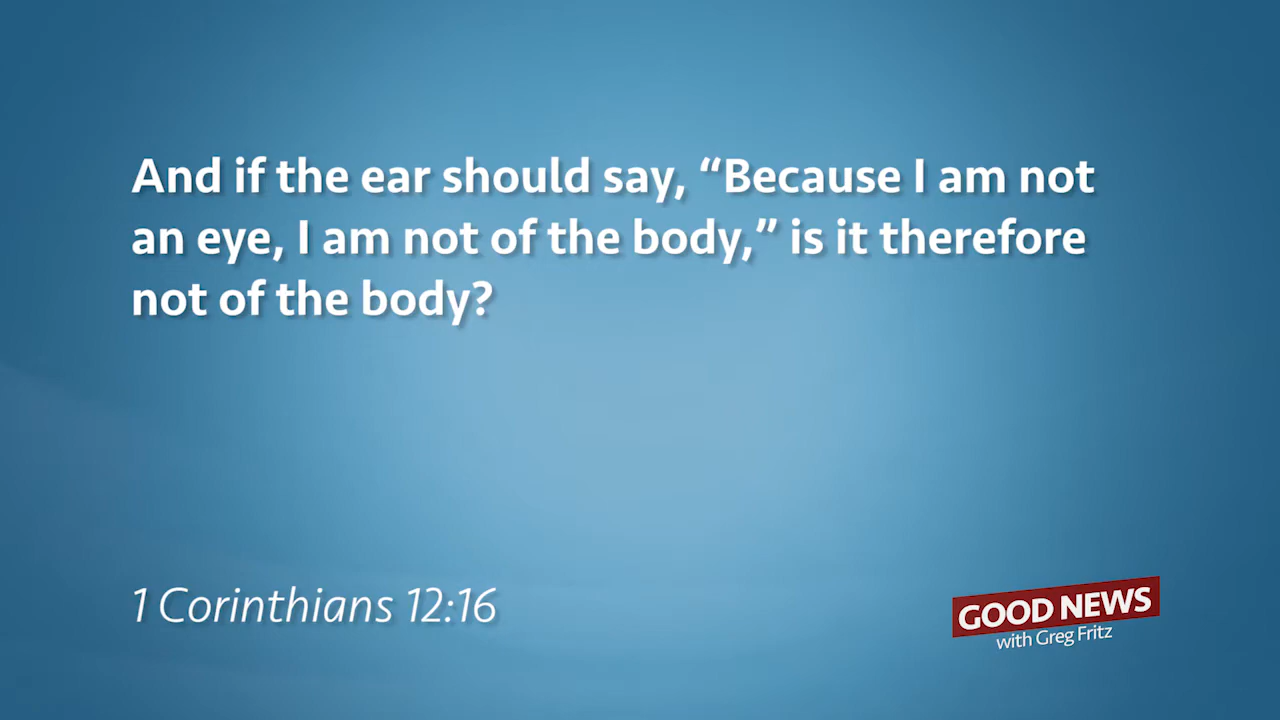 And if the ear should say, “Because I am not
an eye, I am not of the body,” is it therefore
not of the body?
1 Corinthians 12:16
GOOD NEWS
with Greg Fritz